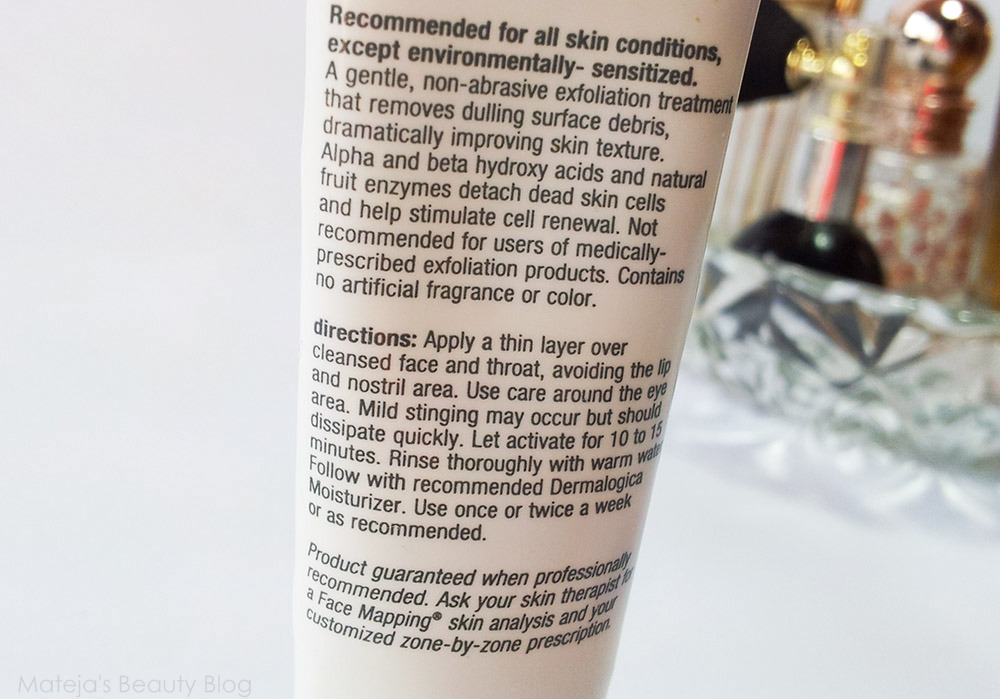 Recommended for all skin conditions,
except environmentally- sensitized.
A gentle, non-abrasive exfoliation treatment
that removes dulling surface debris,
dramatically improving skin texture.
Alpha and beta hydroxy acids and natural
fruit enzymes detach dead skin cells
and help stimulate cell renewal. Not
recommended for users of medically-
prescribed exfoliation products. Contains
no artificial fragrance or color.
directions: Apply a thin layer over
cleansed face and throat, avoiding the lip
and nostril area. Use care around the eye
area. Mild stinging may occur but should
dissipate quickly. Let activate for 10 to 15
minutes. Rinse thoroughly with warm water.
Follow with recommended Dermalogica
Moisturizer. Use once or twice a week
or as recommended.
Product guaranteed when professionally
recommended. Ask your skin therapist for
a Face Mapping® skin analysis and your
customized zone-by-zone prescription.
Mateja's Beauty Blog